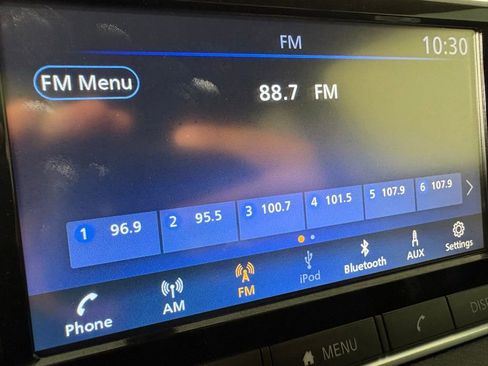 FM
10:30
FM Menu
88.7 FM
1 96.9 2 95.5 3 100.7 4 101.5 5 107.9 6 107.9
Phone AM FM iPod Bluetooth AUX Settings
MENU